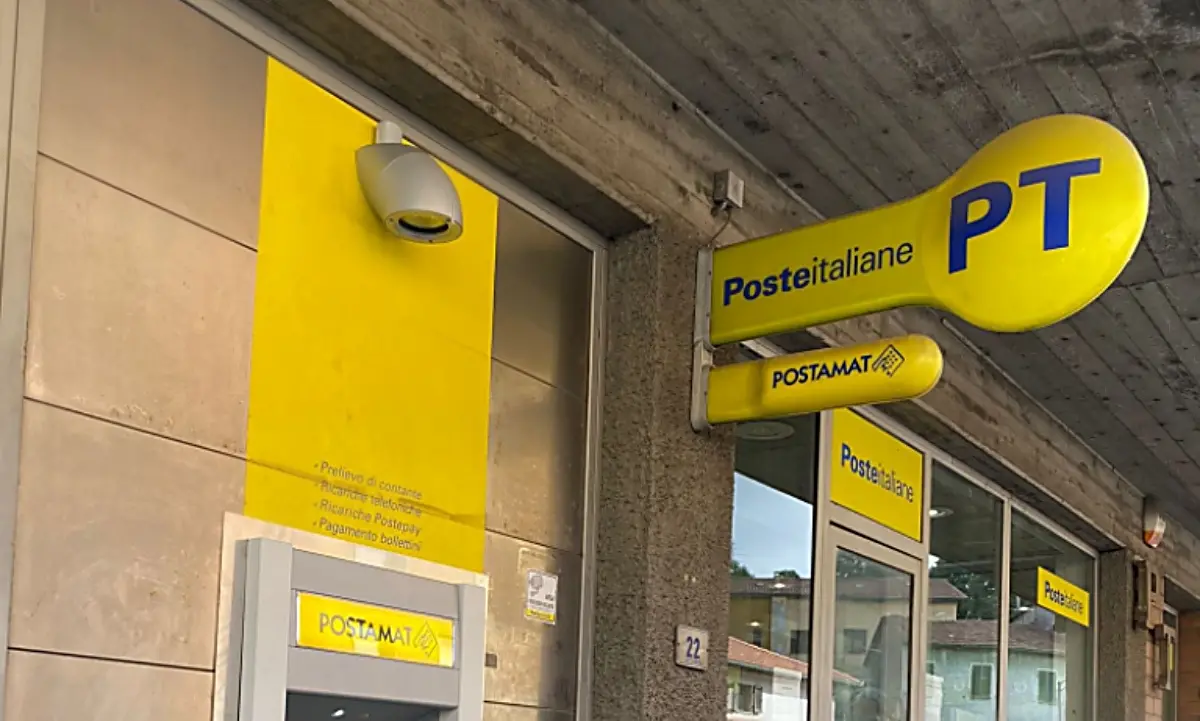 PT
Posteitaliane
POSTAMAT
Posteitaliane
Posteitaliane
• Prelievo di contante
• Ricariche telefoniche
• Ricariche Postepay
• Pagamento bollettini
POSTAMAT
22